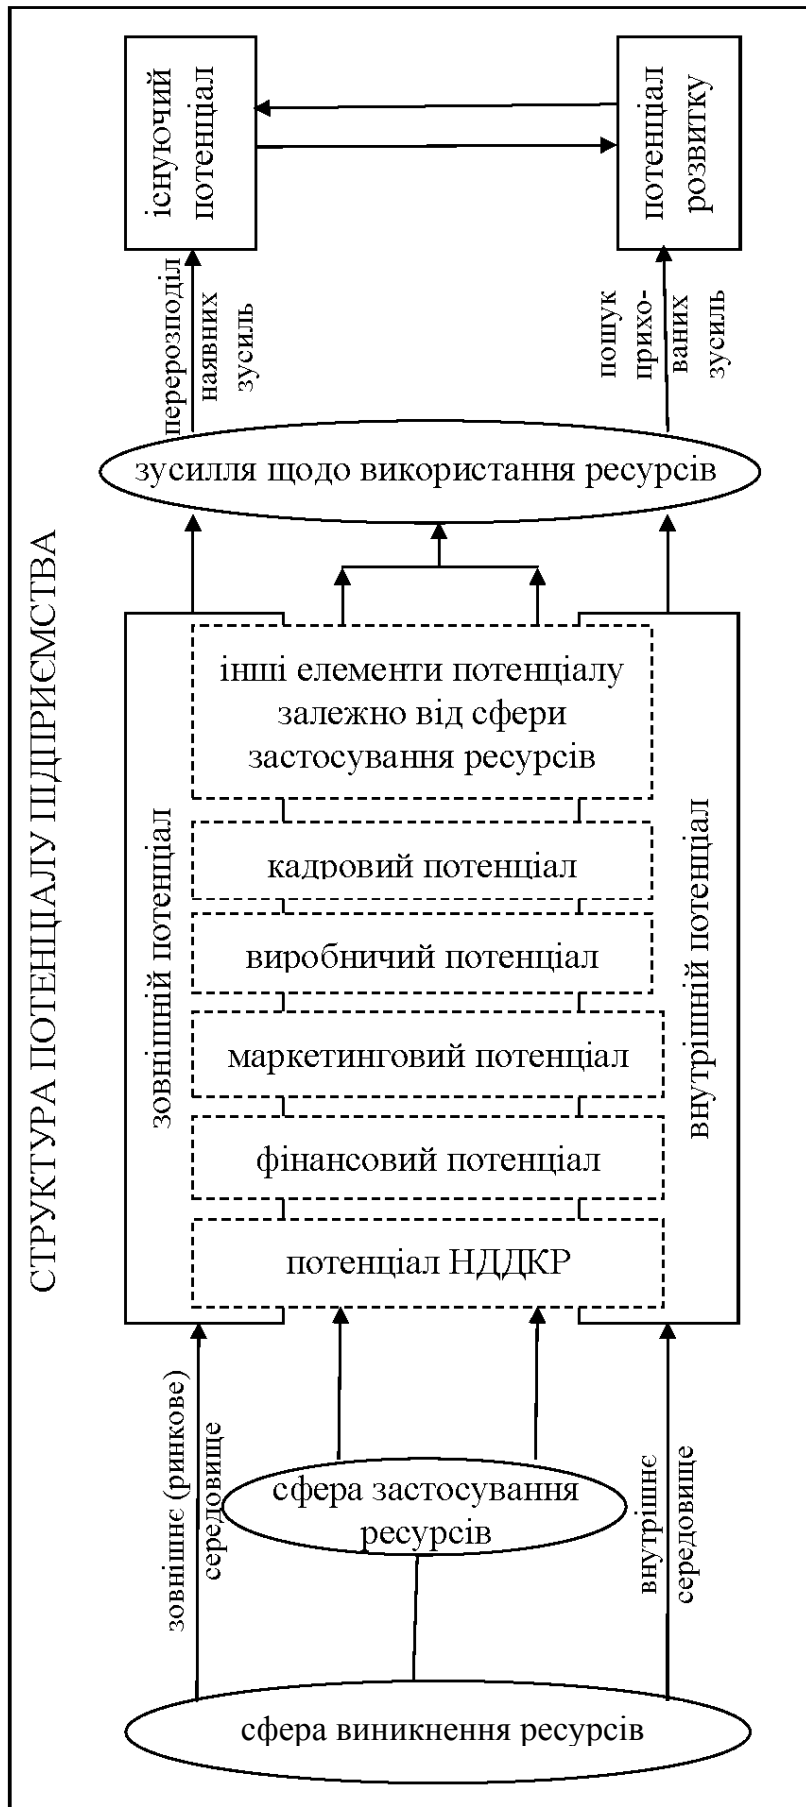 СТРУКТУРА ПОТЕНЦІАЛУ ПІДПРИЄМСТВА
існуючий
потенціал
потенціал
розвитку
перерозподіл
наявних
зусиль
пошук
прихо-
ваних
зусиль
зусилля щодо використання ресурсів
зовнішній потенціал
інші елементи потенціалу
залежно від сфери
застосування ресурсів
кадровий потенціал
виробничий потенціал
маркетинговий потенціал
фінансовий потенціал
потенціал НДДКР
внутрішній потенціал
зовнішнє (ринкове)
середовище
сфера застосування
ресурсів
внутрішнє
середовище
сфера виникнення ресурсів